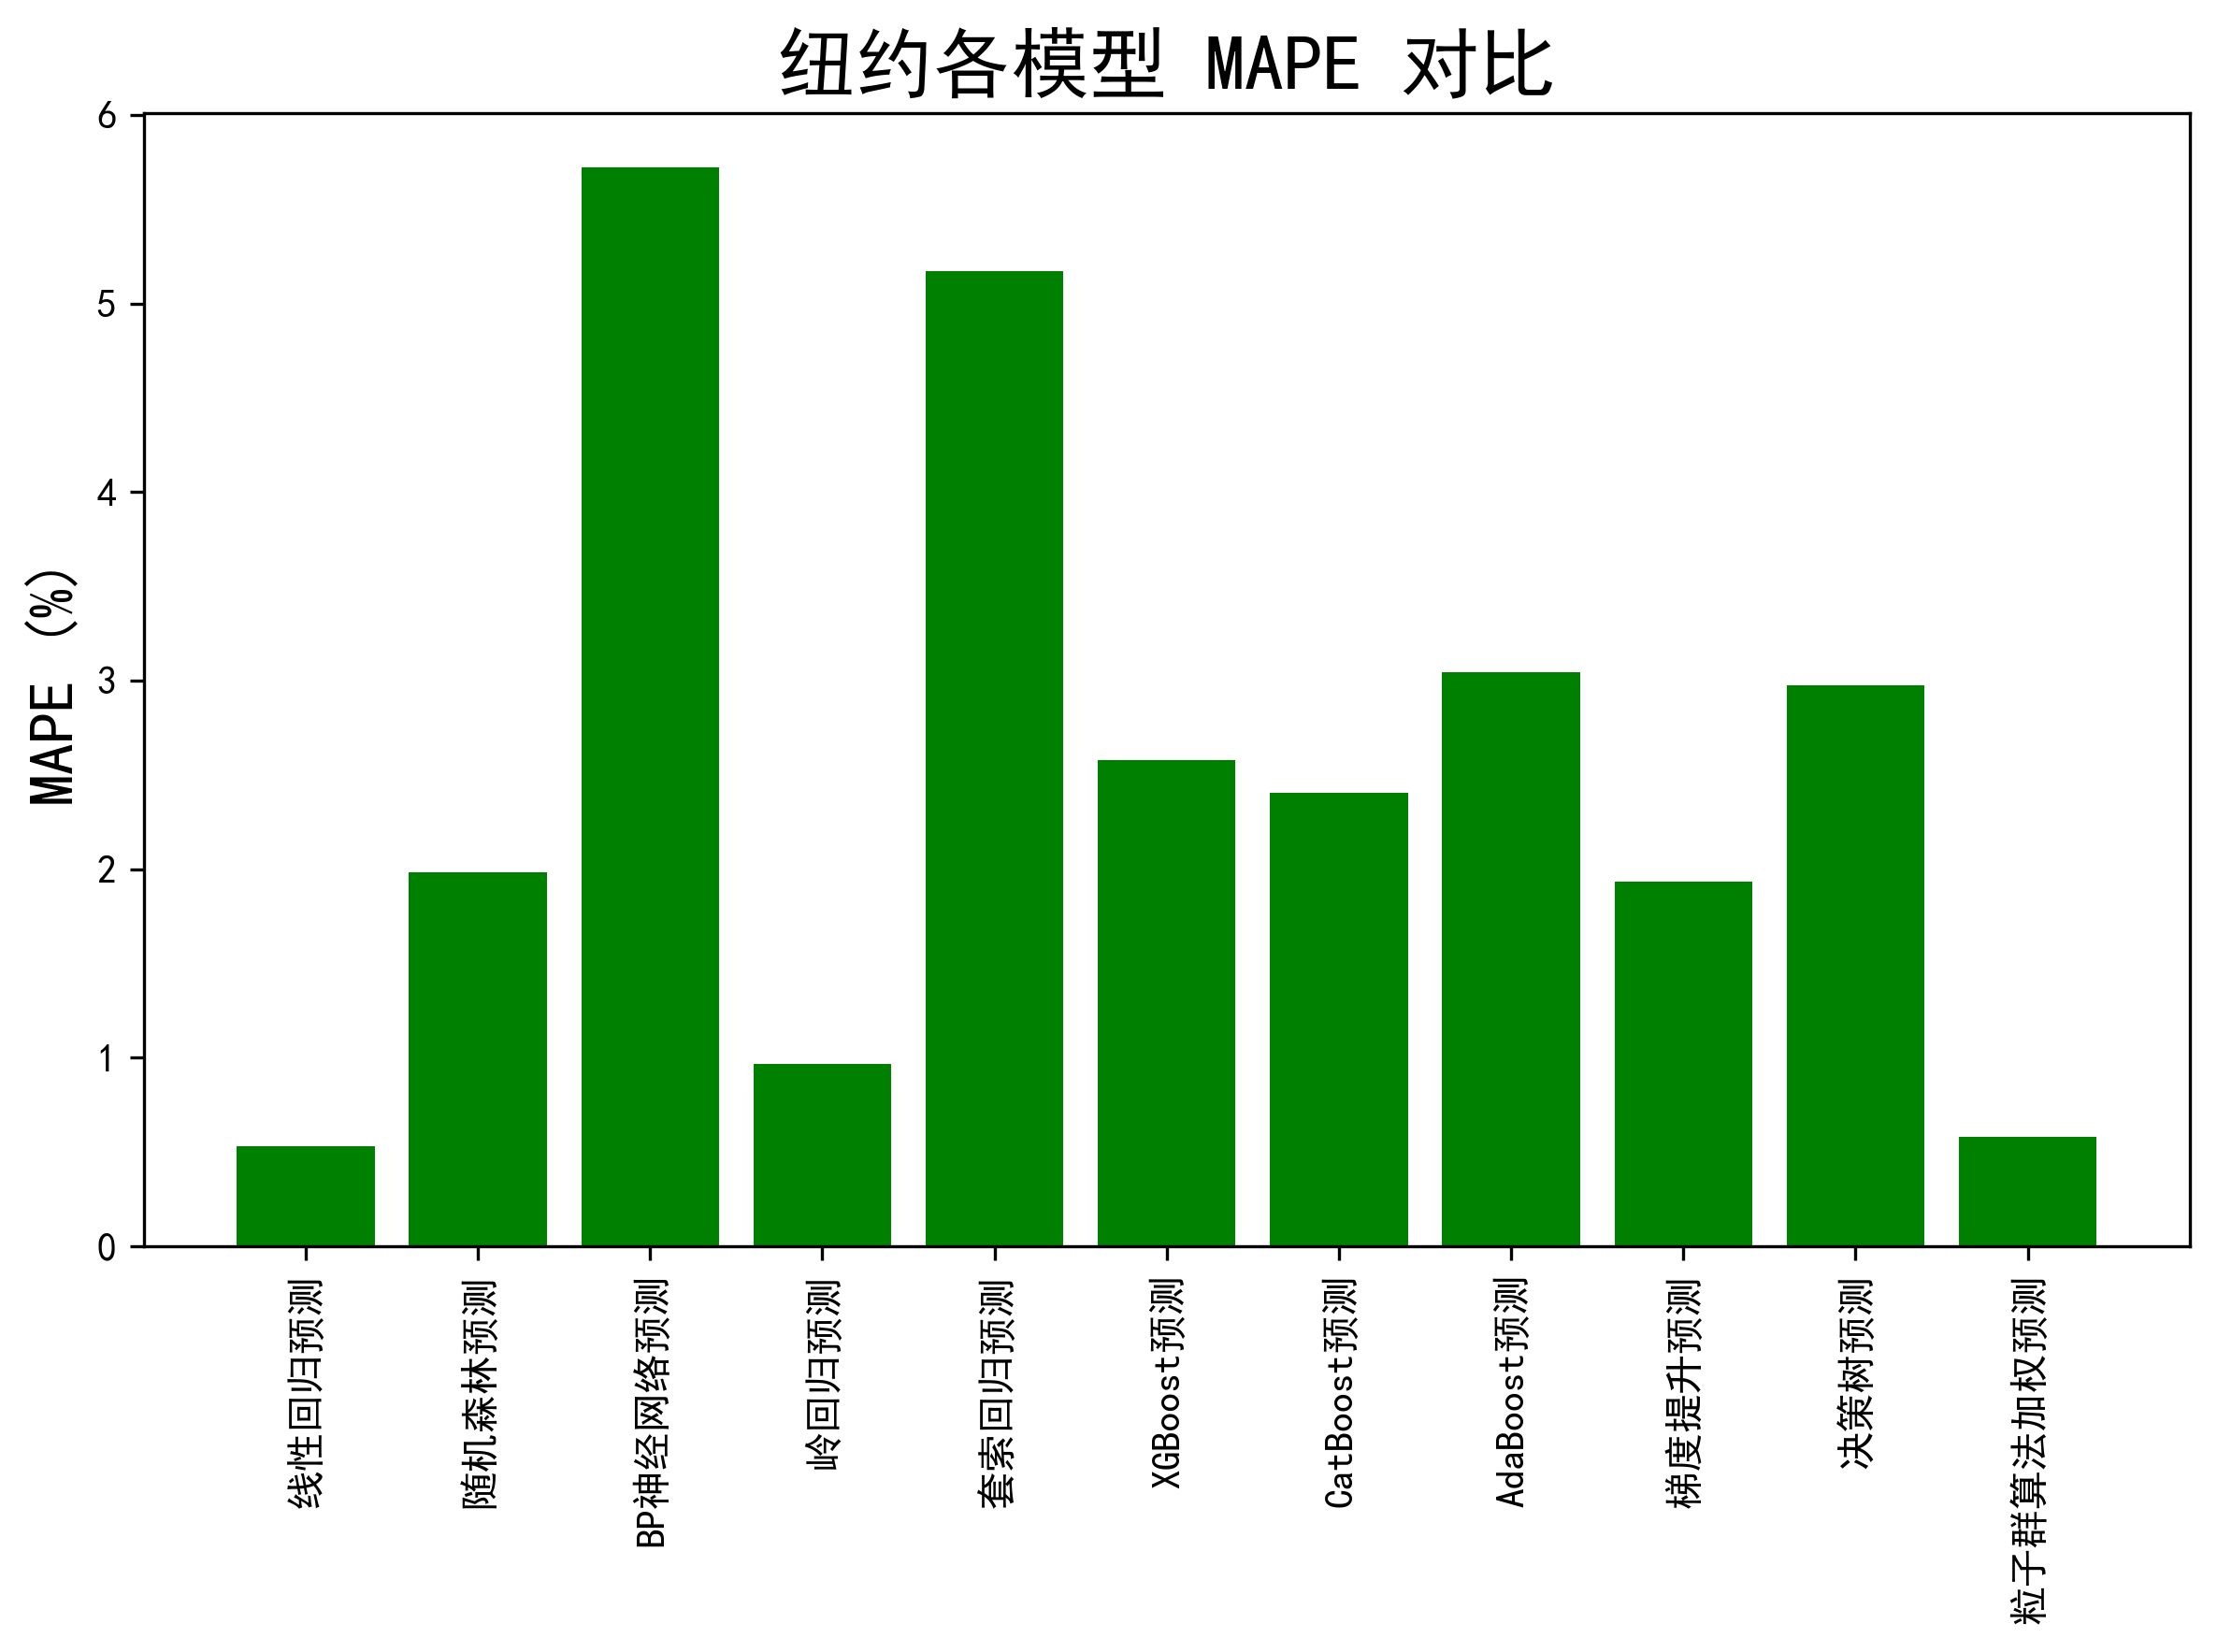 纽约各模型 MAPE 对比
MAPE (%)
6
5
4
3
2
1
0
线性回归预测
随机森林预测
BP神经网络预测
岭回归预测
套索回归预测
XGBoost预测
CatBoost预测
AdaBoost预测
梯度提升预测
决策树预测
粒子群算法加权预测